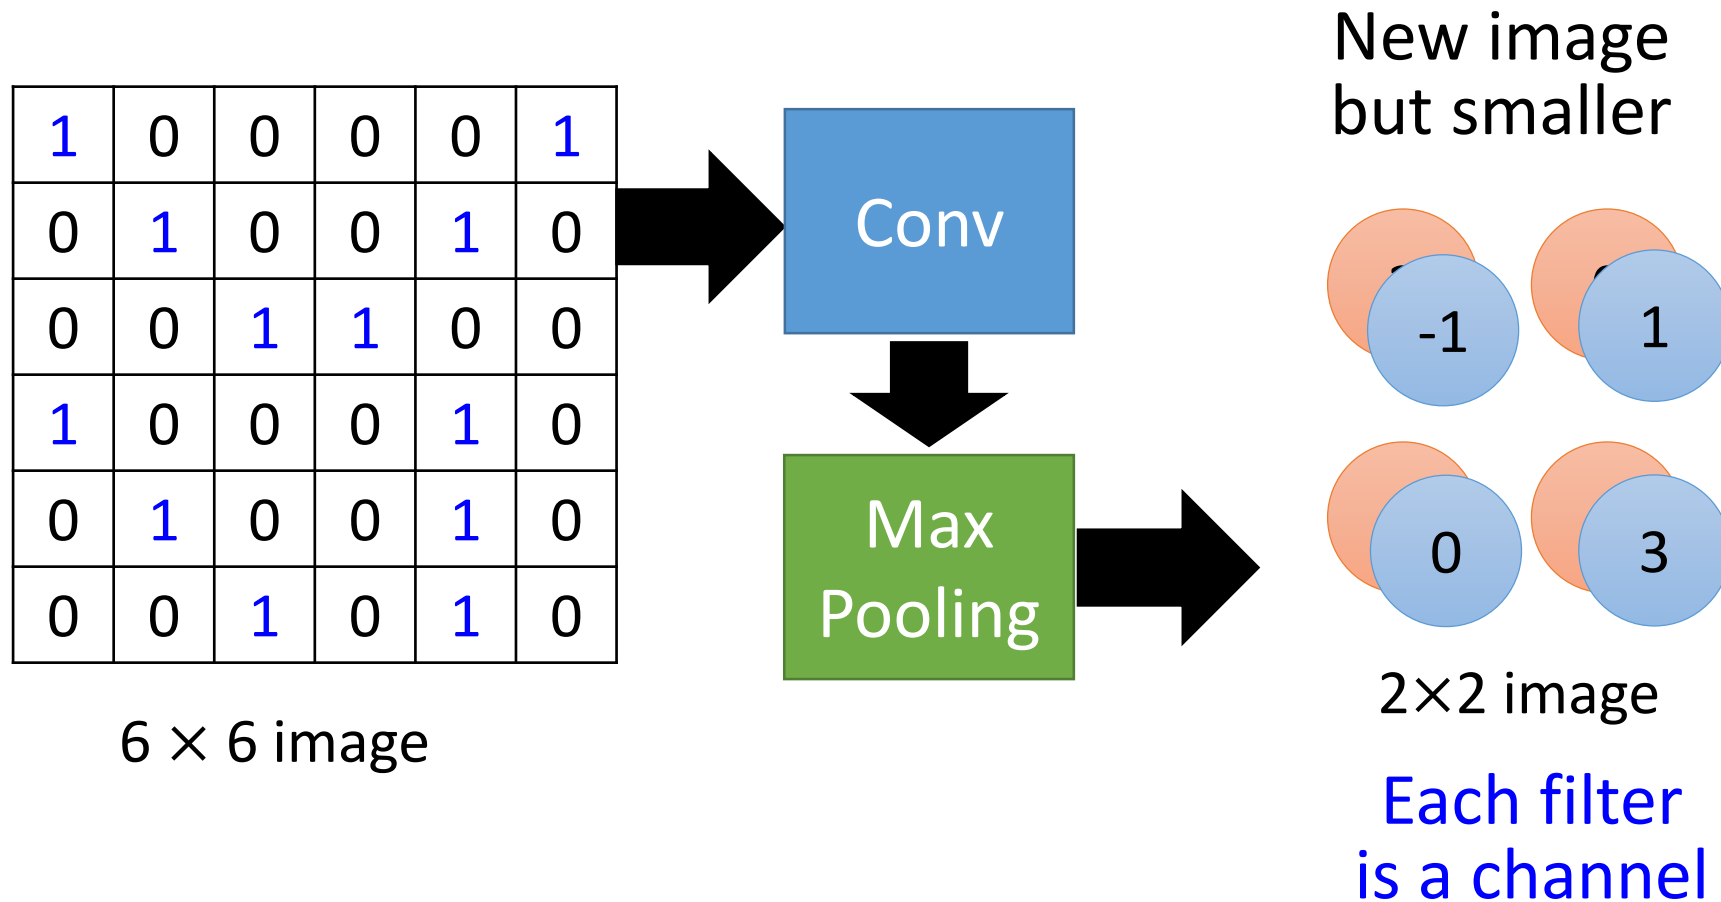 1 0 0 0 0 1
0 1 0 0 1 0
0 0 1 1 0 0
1 0 0 0 1 0
0 1 0 0 1 0
0 0 1 0 1 0
6 × 6 image
Conv
Max
Pooling
New image
but smaller
-1 1
0 3
2×2 image
Each filter
is a channel